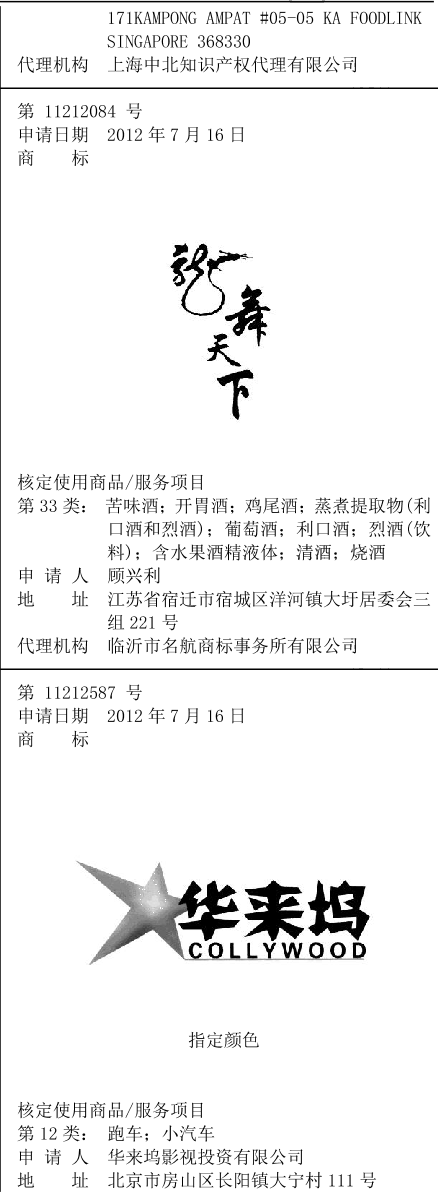 171KAMPONG AMPAT #05-05 KA FOODLINK
SINGAPORE 368330
代理机构 上海中北知识产权代理有限公司
第 11212084 号
申请日期 2012 年 7 月 16 日
商 标
龙
舞
天
下
核定使用商品/服务项目
第 33 类： 苦味酒；开胃酒；鸡尾酒；蒸煮提取物(利
口酒和烈酒)；葡萄酒；利口酒；烈酒(饮
料)；含水果酒精液体；清酒；烧酒
申 请 人 顾兴利
地 址 江苏省宿迁市宿城区洋河镇大圩居委会三
组 221 号
代理机构 临沂市名航商标事务所有限公司
第 11212587 号
申请日期 2012 年 7 月 16 日
商 标
华来坞
COLLYWOOD
指定颜色
核定使用商品/服务项目
第 12 类： 跑车；小汽车
申 请 人 华来坞影视投资有限公司
地 址 北京市房山区长阳镇大宁村 111 号